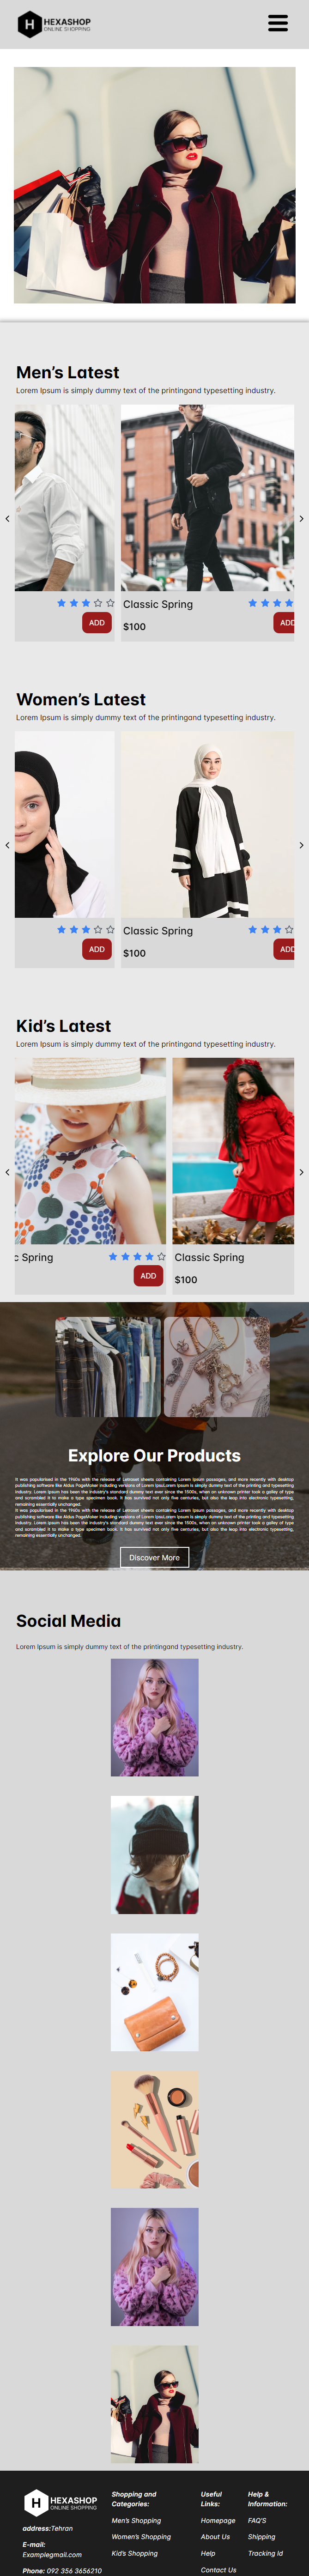 HEXASHOP
ONLINE SHOPPING
Men's Latest
Lorem Ipsum is simply dummy text of the printingand typesetting industry.
ADD
Classic Spring
$100
ADD
Women's Latest
Lorem Ipsum is simply dummy text of the printingand typesetting industry.
ADD
Classic Spring
$100
ADD
Kid's Latest
Lorem Ipsum is simply dummy text of the printingand typesetting industry.
c Spring
ADD
Classic Spring
$100
Explore Our Products
It was popularised in the 1960s with the release of Letraset sheets containing Lorem Ipsum passages, and more recently with desktop
publishing software like Aldus PageMaker including versions of Lorem IpsuLorem Ipsum is simply dummy text of the printing and typesetting
industry. Lorem Ipsum has been the industry's standard dummy text ever since the 1500s, when an unknown printer took a galley of type
and scrambled it to make a type specimen book. It has survived not only five centuries, but also the leap into electronic typesetting,
remaining essentially unchanged.
It was popularised in the 1960s with the release of Letraset sheets containing Lorem Ipsum passages, and more recently with desktop
publishing software like Aldus PageMaker including versions of Lorem IpsuLorem Ipsum is simply dummy text of the printing and typesetting
industry. Lorem Ipsum has been the industry's standard dummy text ever since the 1500s, when an unknown printer took a galley of type
and scrambled it to make a type specimen book. It has survived not only five centuries, but also the leap into electronic typesetting,
remaining essentially unchanged.
Discover More
Social Media
Lorem Ipsum is simply dummy text of the printingand typesetting industry.
HEXASHOP
ONLINE SHOPPING
address:Tehran
E-mail:
Examplegmail.com
Phone: 092 356 3656210
Shopping and
Categories:
Men's Shopping
Women's Shopping
Kid's Shopping
Useful
Links:
Homepage
About Us
Help
Contact Us
Help &
Information:
FAQ'S
Shipping
Tracking Id